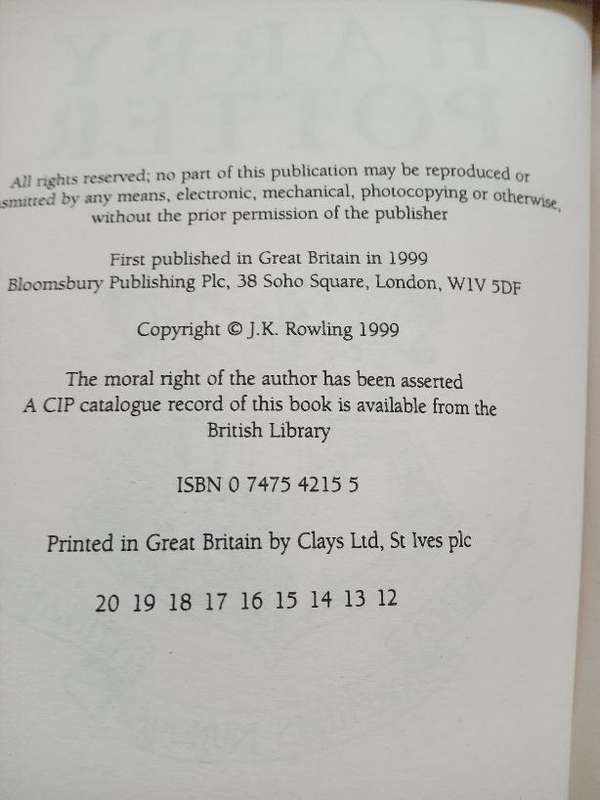 All rights reserved; no part of this publication may be reproduced or
smitted by any means, electronic, mechanical, photocopying or otherwise,
without the prior permission of the publisher
First published in Great Britain in 1999
Bloomsbury Publishing Plc, 38 Soho Square, London, W1V 5DF
Copyright © J.K. Rowling 1999
The moral right of the author has been asserted
A CIP catalogue record of this book is available from the
British Library
ISBN 0 7475 4215 5
Printed in Great Britain by Clays Ltd, St Ives plc
20 19 18 17 16 15 14 13 12